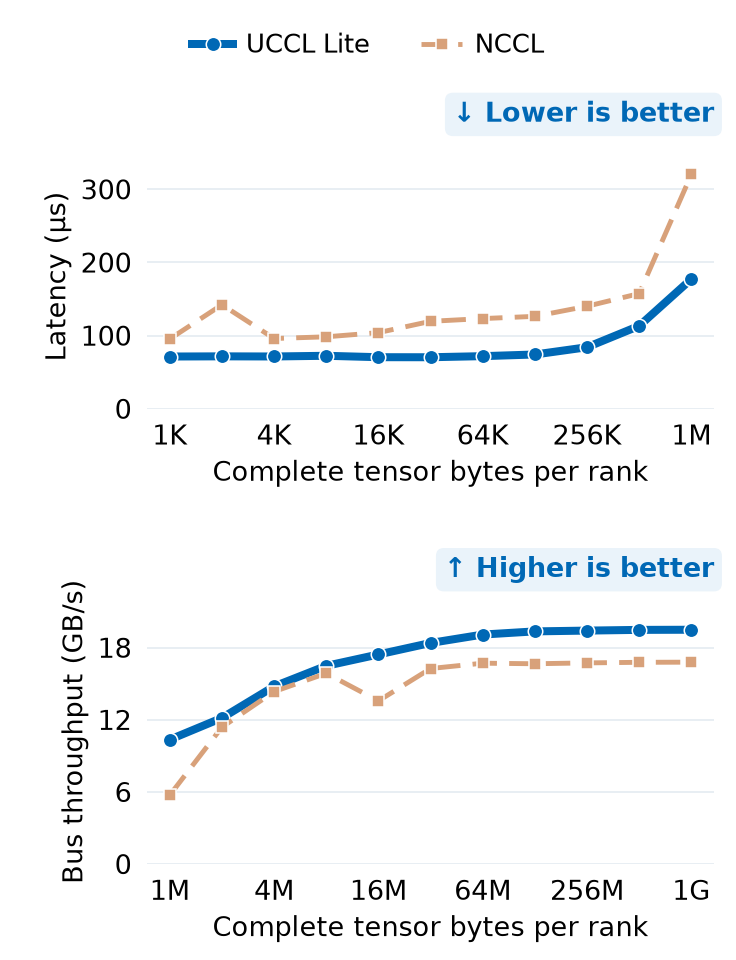 UCCL Lite NCCL
↓ Lower is better
Latency (µs)
300
200
100
0
1K 4K 16K 64K 256K 1M
Complete tensor bytes per rank
↑ Higher is better
Bus throughput (GB/s)
18
12
6
0
1M 4M 16M 64M 256M 1G
Complete tensor bytes per rank